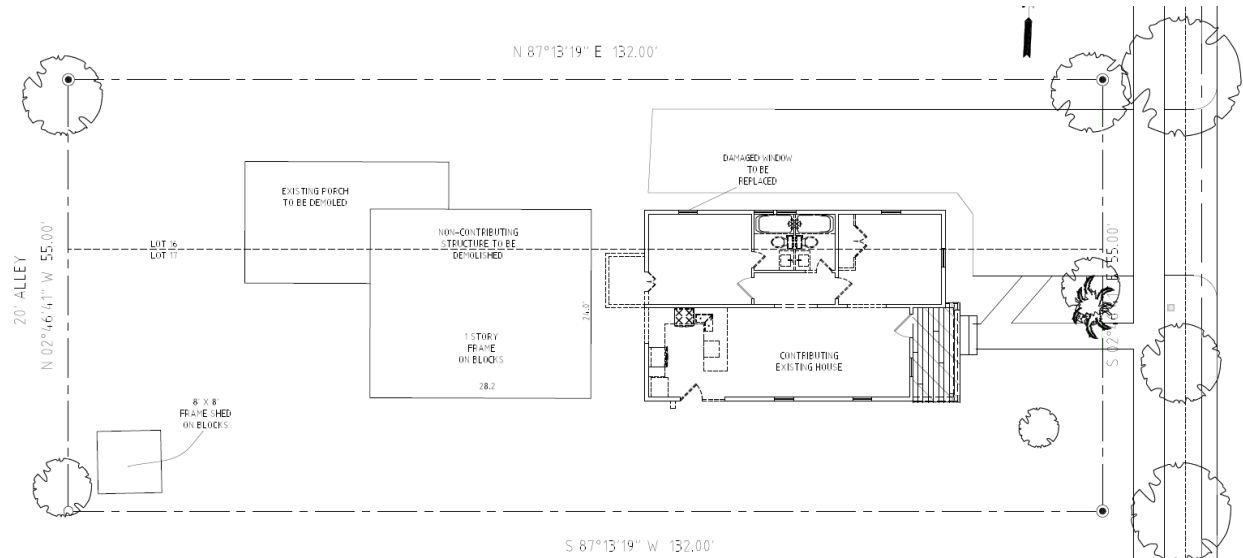 N 87°13'19" E 132.00'
DAMAGED WINDOW
TO BE
REPLACED
EXISTING PORCH
TO BE DEMOLED
NON-CONTRIBUTING
STRUCTURE TO BE
DEMOLISHED
LOT 16
LOT 17
20' ALLEY
N 02°46'41" W 55.00'
24.0'
1 STORY
FRAME
ON BLOCKS
28.2
CONTRIBUTING
EXISTING HOUSE
E 55.00'
S 02°
8' X 8'
FRAME SHED
ON BLOCKS
S 87°13'19" W 132.00'